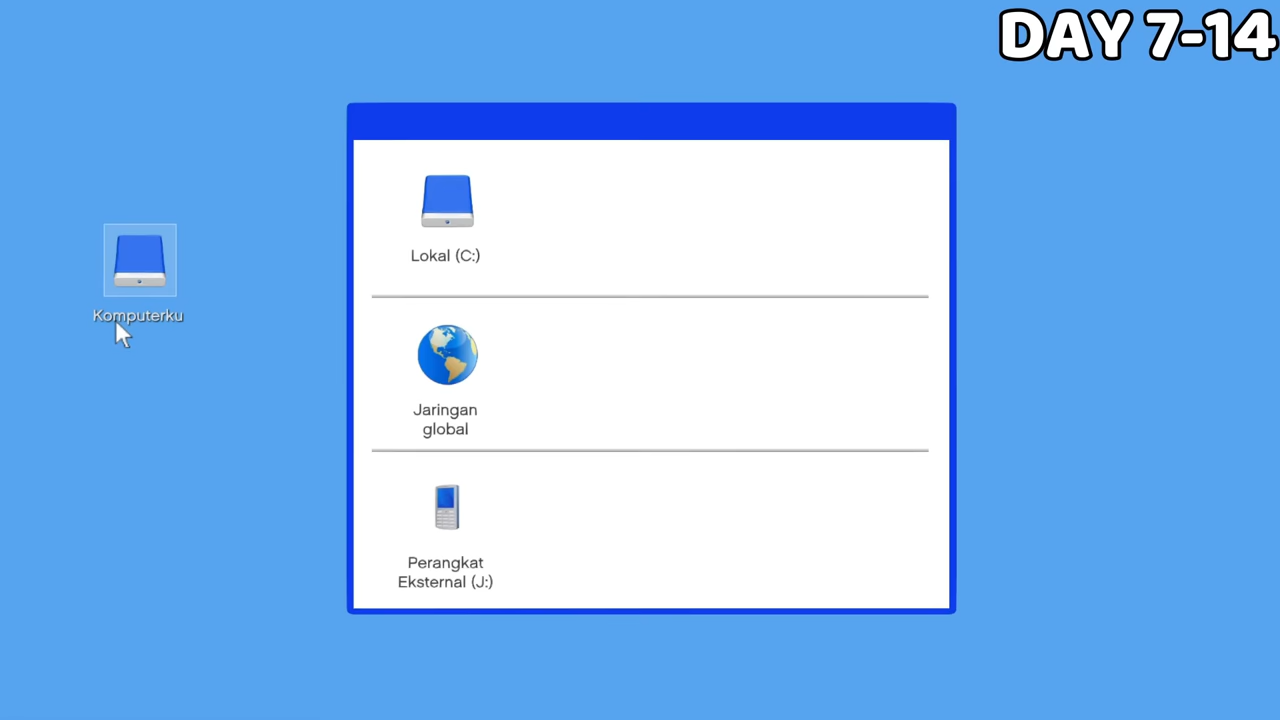 DAY 7-14
Lokal (C:)
Komputerku
Jaringan
global
Perangkat
Eksternal (J:)